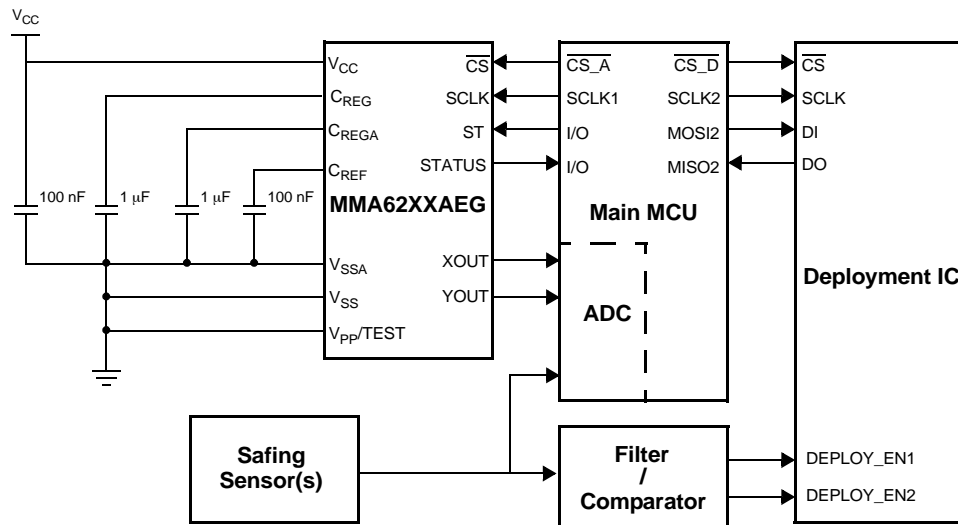 VCC
VCC
CREG
CREGA
CREF
100 nF
1 μF
1 μF
100 nF
VSSA
VSS
VPP/TEST
CS
SCLK
ST
STATUS
MMA62XXAEG
XOUT
YOUT
CS_A
SCLK1
I/O
I/O
CS_D
SCLK2
MOSI2
MISO2
Main MCU
ADC
CS
SCLK
DI
DO
Deployment IC
DEPLOY_EN1
DEPLOY_EN2
Safing
Sensor(s)
Filter
/
Comparator